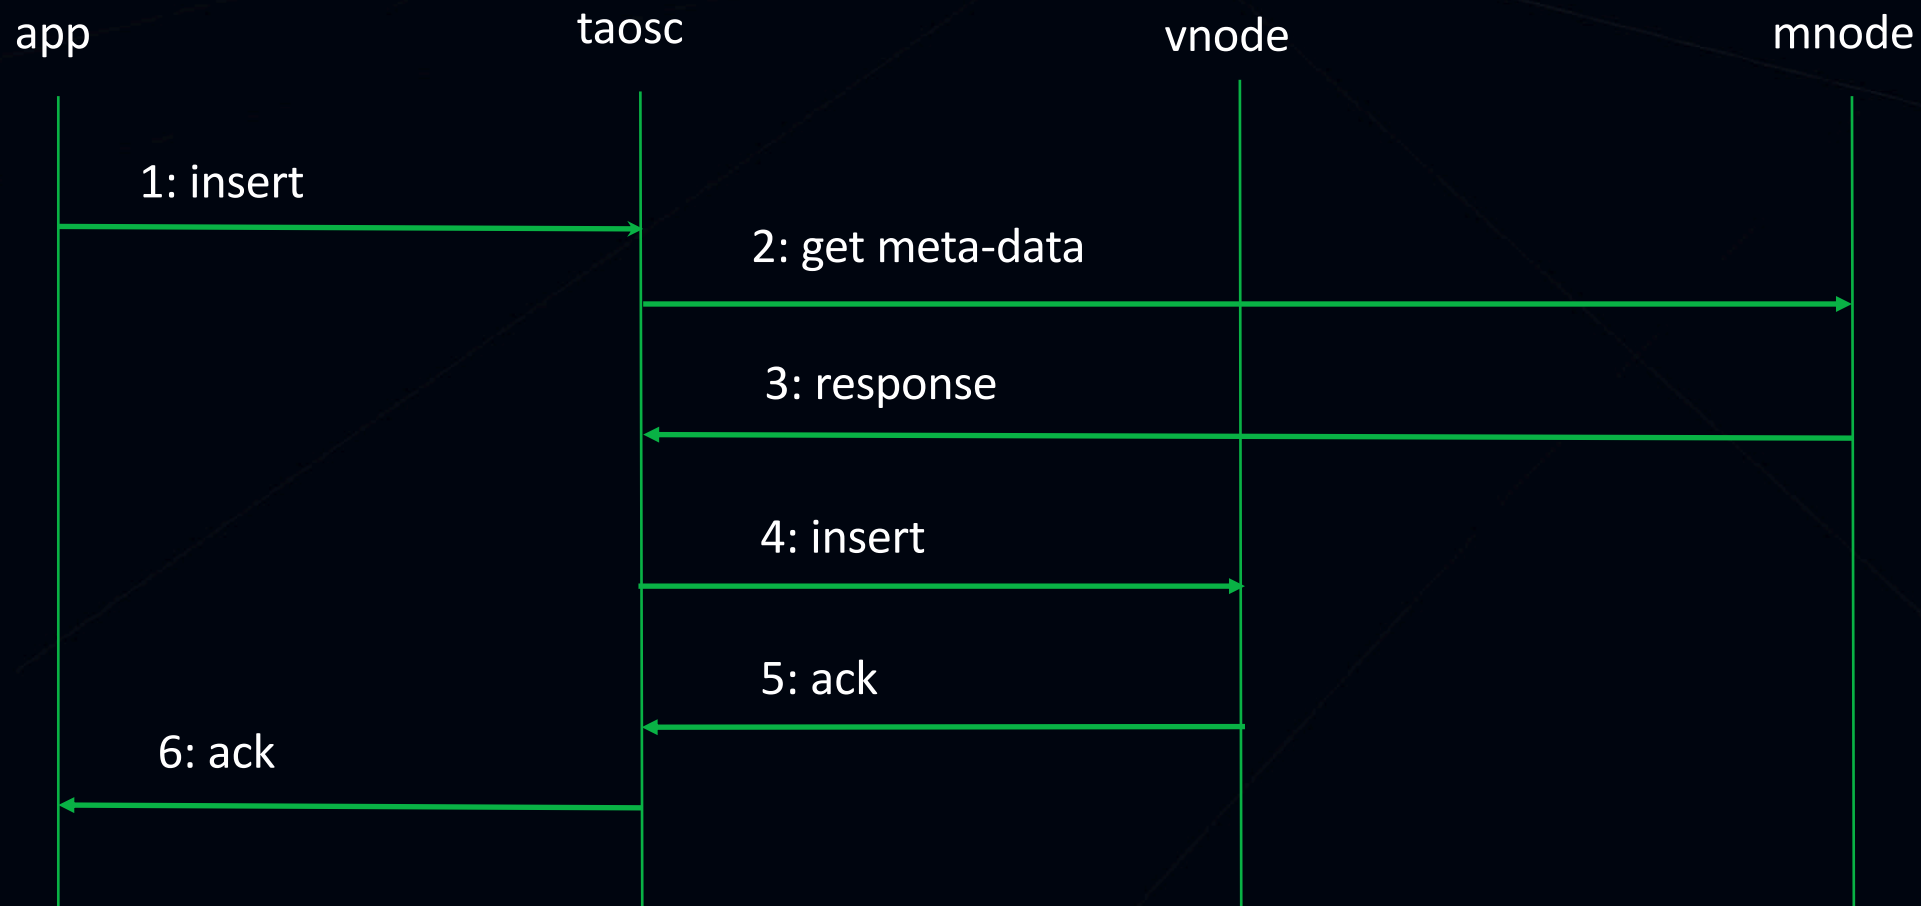 app
taosc
vnode
mnode
1: insert
2: get meta-data
3: response
4: insert
5: ack
6: ack